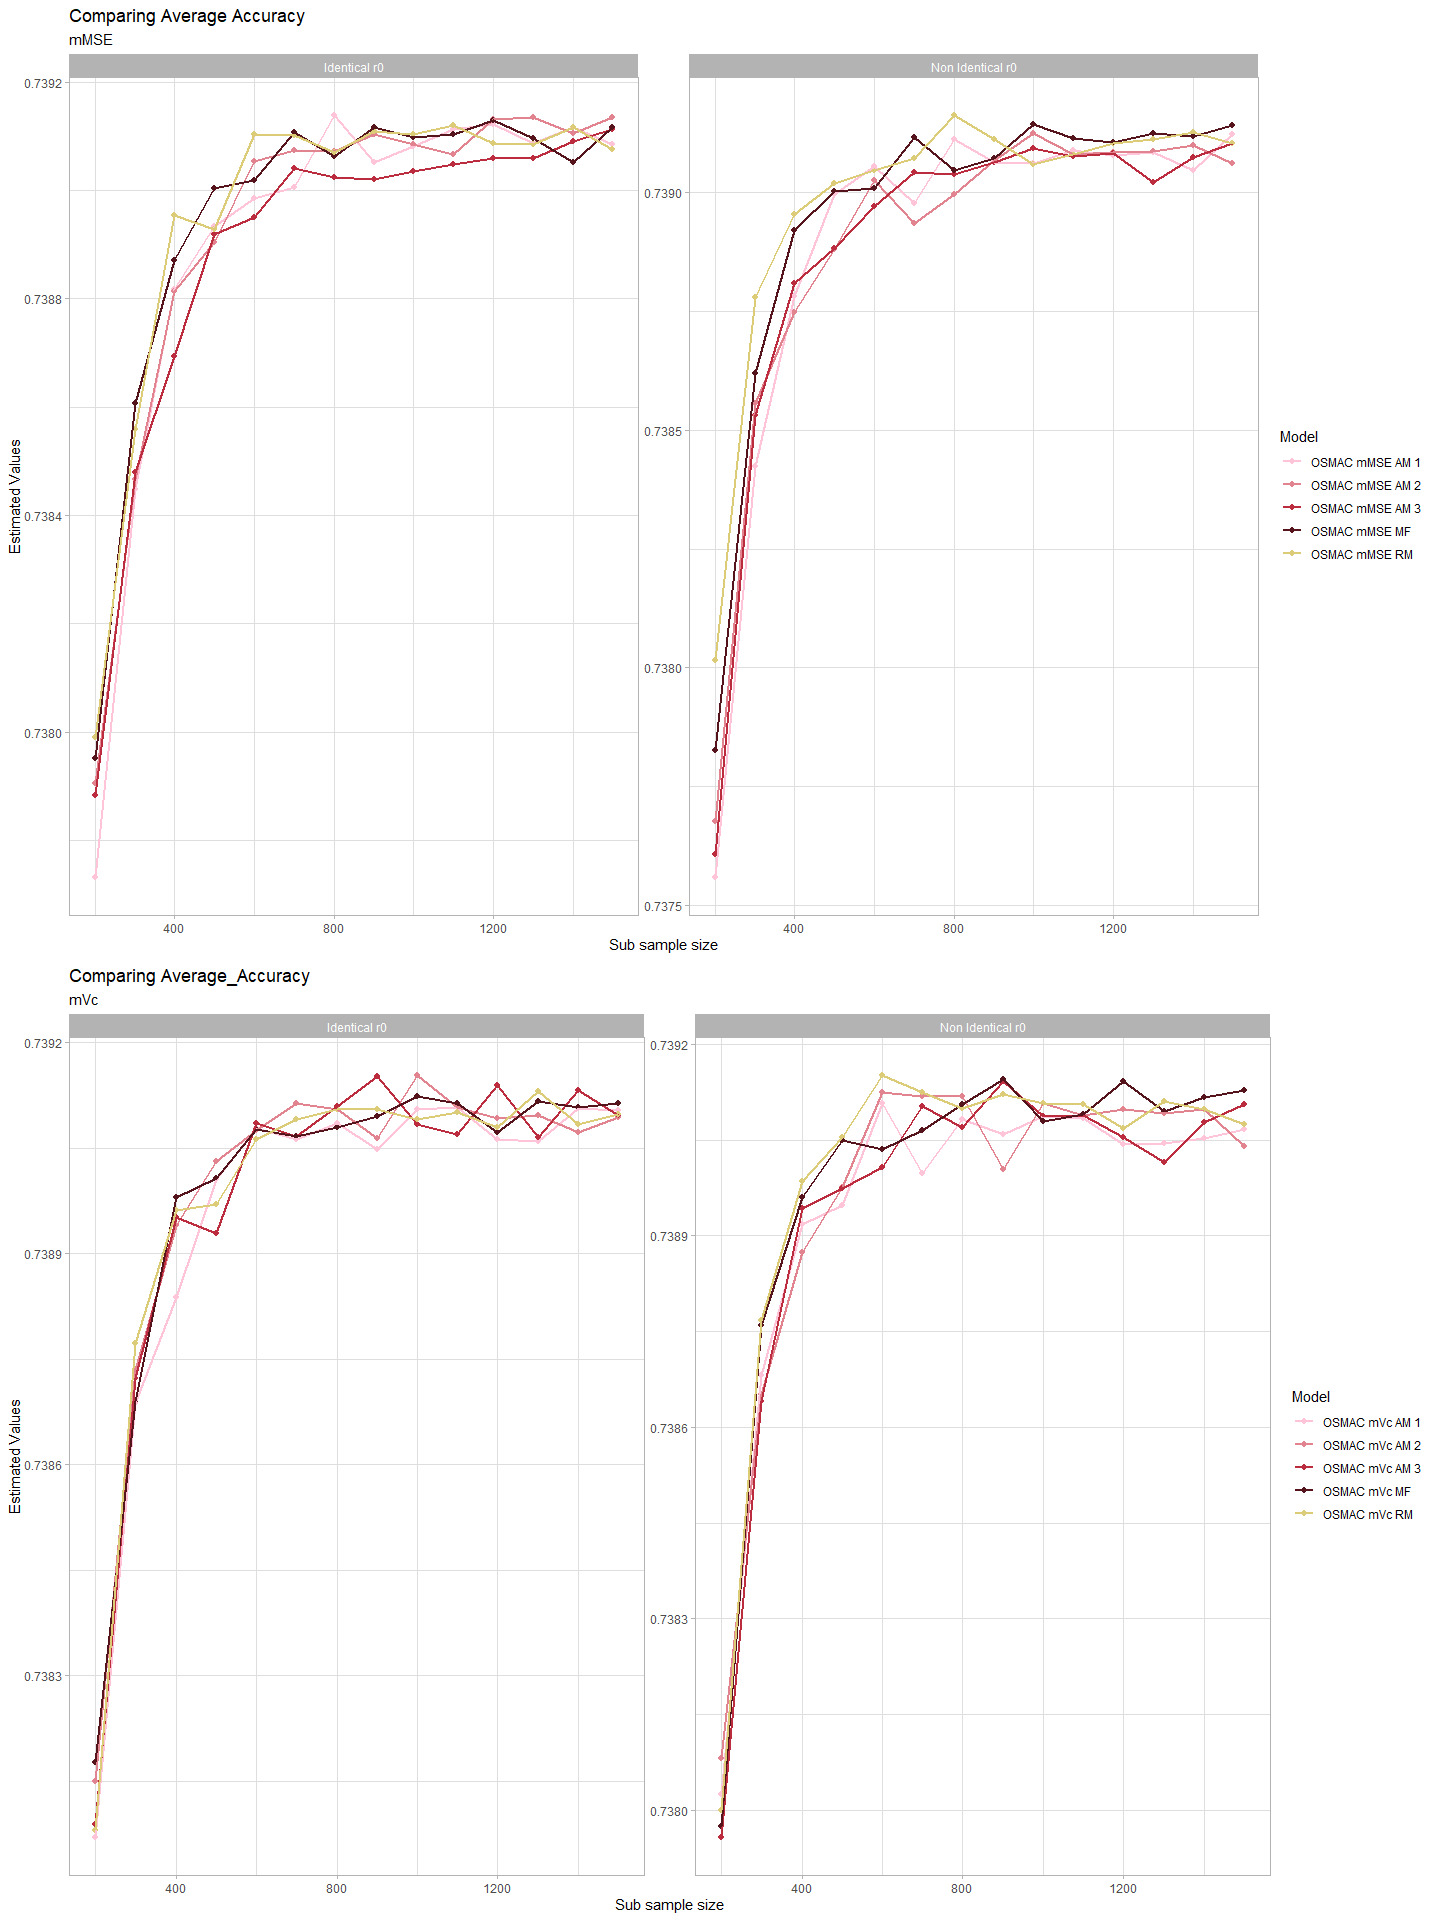 Comparing Average Accuracy
mMSE
Identical r0
Non Identical r0
0.7392
0.7388
0.7384
0.7380
0.7390
0.7385
0.7380
0.7375
Estimated Values
400
800
1200
400
800
1200
Sub sample size
Model
OSMAC mMSE AM 1
OSMAC mMSE AM 2
OSMAC mMSE AM 3
OSMAC mMSE MF
OSMAC mMSE RM
Comparing Average_Accuracy
mVc
Identical r0
Non Identical r0
0.7392
0.7389
0.7386
0.7383
0.7392
0.7389
0.7386
0.7383
0.7380
Estimated Values
400
800
1200
400
800
1200
Sub sample size
Model
OSMAC mVc AM 1
OSMAC mVc AM 2
OSMAC mVc AM 3
OSMAC mVc MF
OSMAC mVc RM